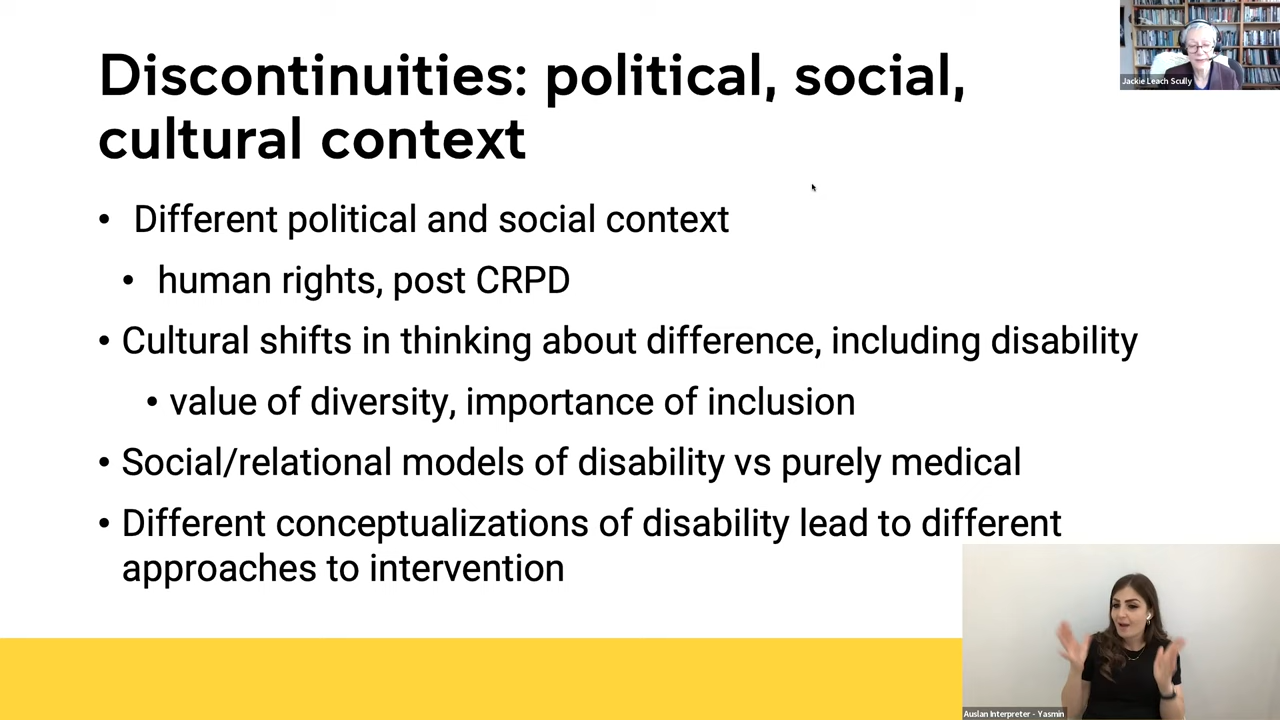 Discontinuities: political, social,
cultural context
• Different political and social context
• human rights, post CRPD
• Cultural shifts in thinking about difference, including disability
• value of diversity, importance of inclusion
• Social/relational models of disability vs purely medical
• Different conceptualizations of disability lead to different
approaches to intervention
Jackie Leach Scully
Auslan Interpreter - Yasmin